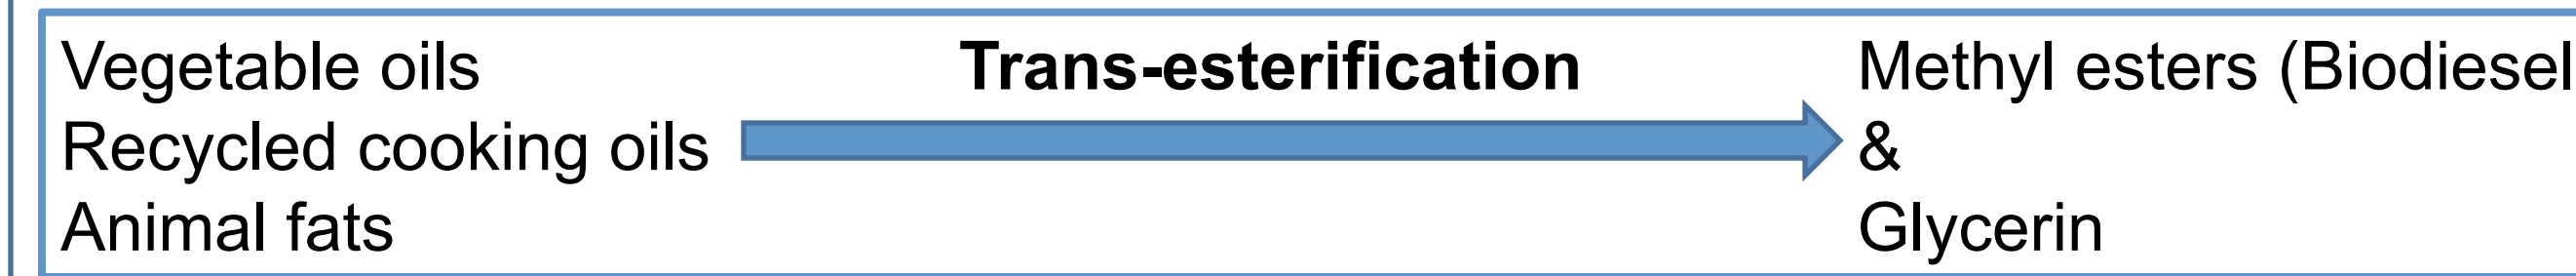 Vegetable oils
Recycled cooking oils
Animal fats
Trans-esterification
Methyl esters (Biodiesel
&
Glycerin